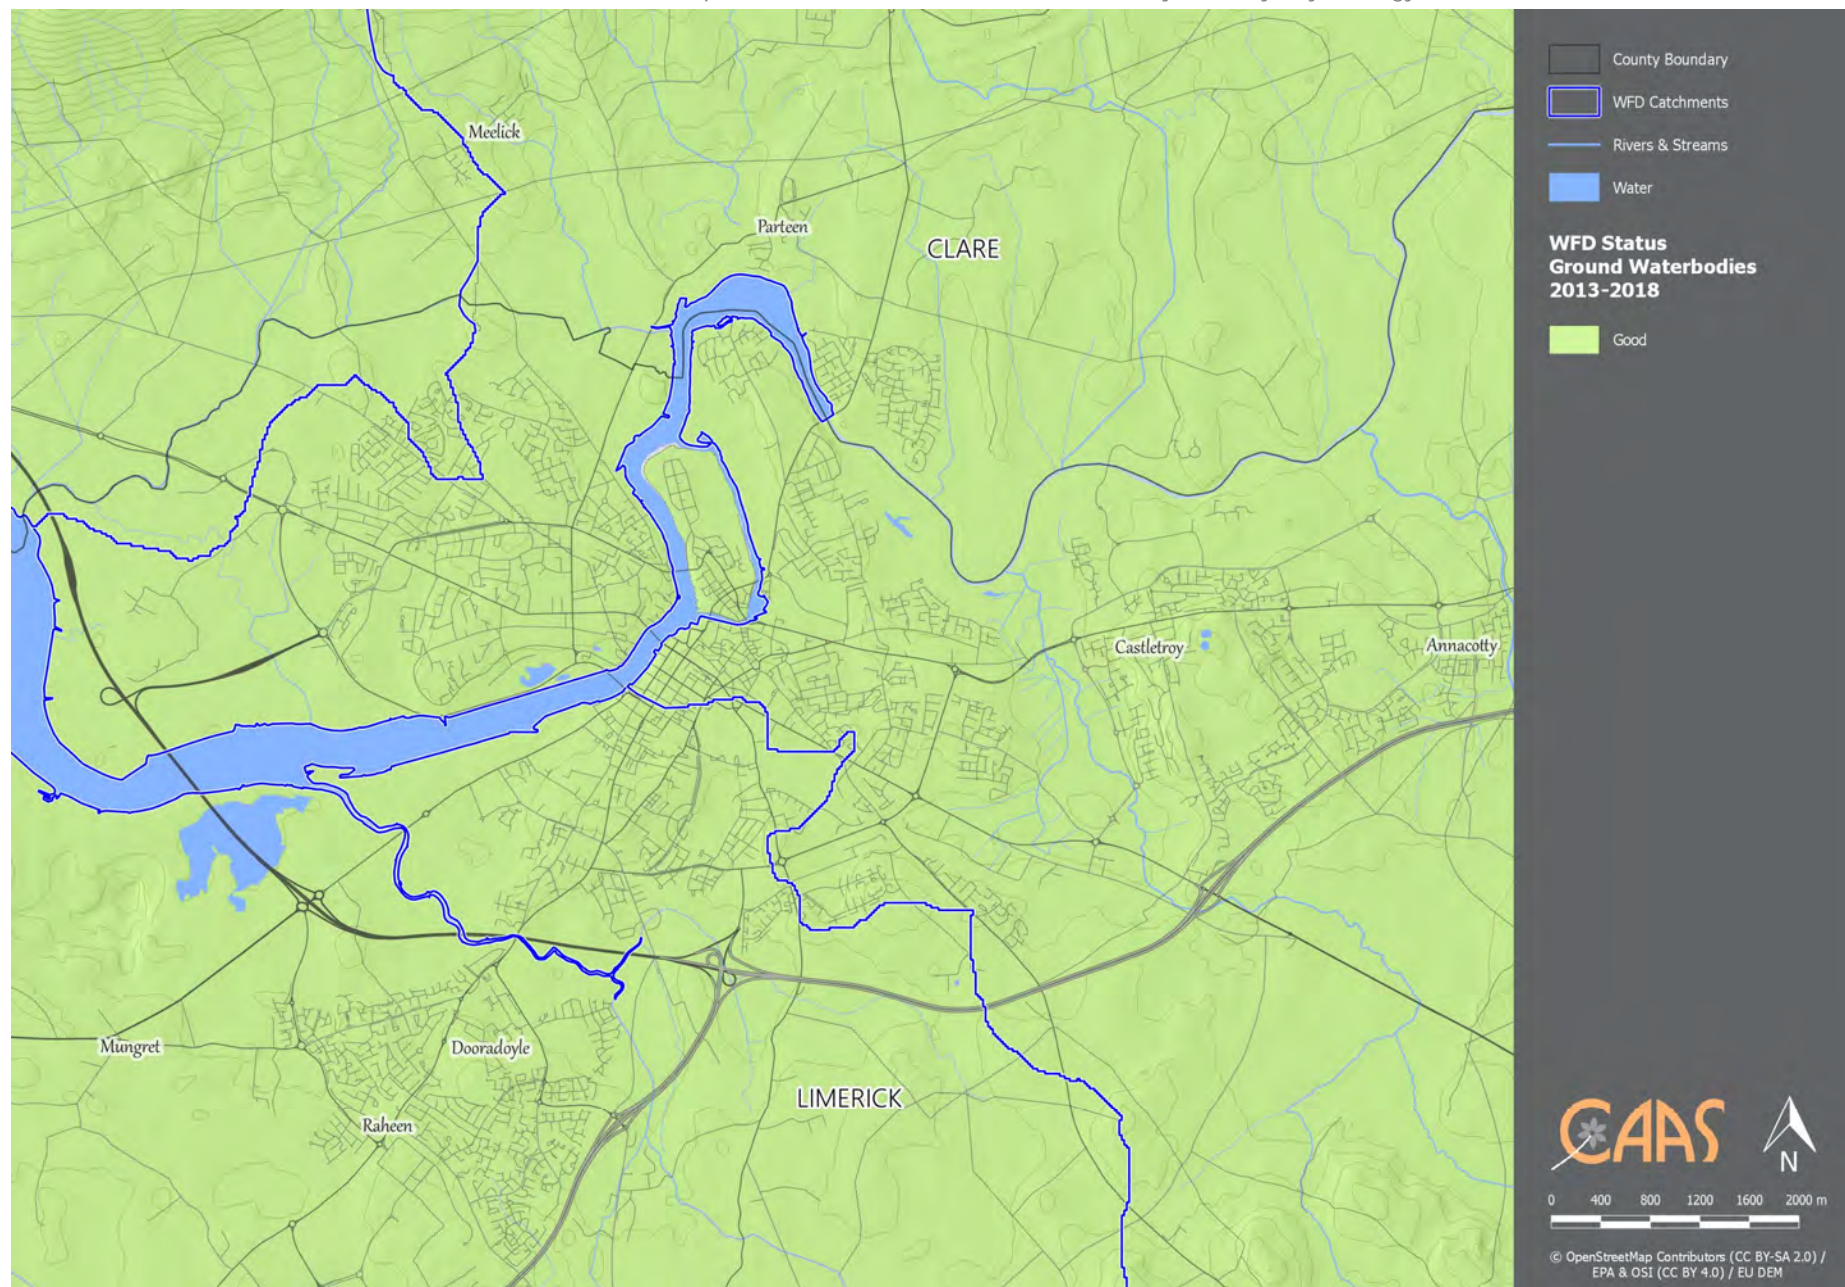 Meelick
Parteen
CLARE
Castletroy
Annacotty
Mungret
Dooradoyle
LIMERICK
Raheen
County Boundary
WFD Catchments
Rivers & Streams
Water
WFD Status
Ground Waterbodies
2013-2018
Good
CAAS
N
0 400 800 1200 1600 2000 m
© OpenStreetMap Contributors (CC BY-SA 2.0) /
EPA & OSI (CC BY 4.0) / EU DEM